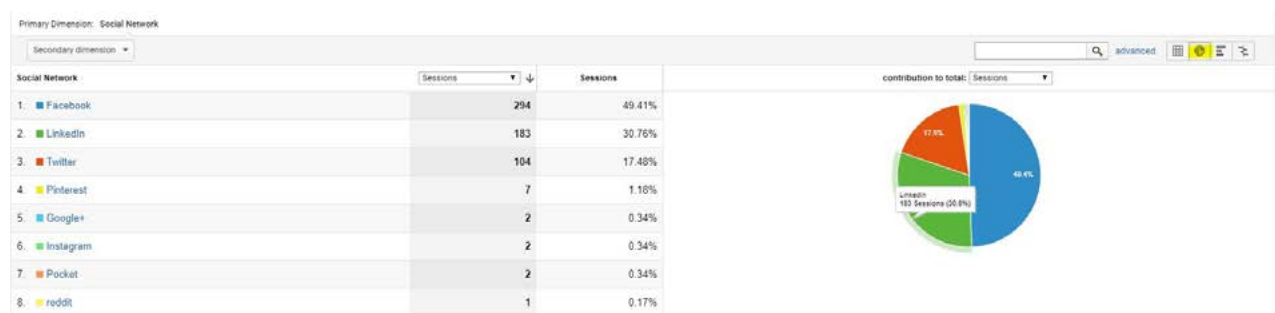 Primary Dimension: Social Network
Secondary dimension
advanced
Social Network Sessions Sessions contribution to total: Sessions
1. Facebook 294 49.41%
2. LinkedIn 183 30.76%
3. Twitter 104 17.48%
4. Pinterest 7 1.18%
5. Google+ 2 0.34%
6. Instagram 2 0.34%
7. Pocket 2 0.34%
8. reddit 1 0.17%
17.5%
49.4%
LinkedIn
183 Sessions (30.8%)